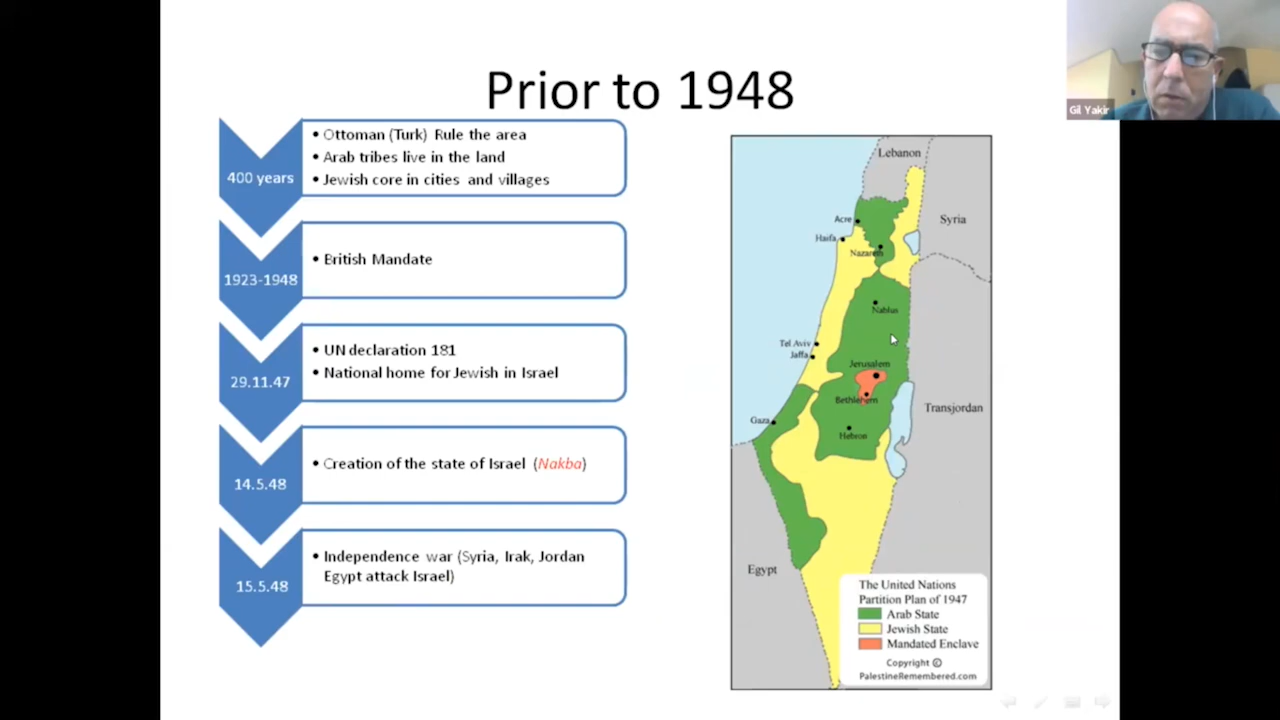 Prior to 1948
Gil Yakir
400 years
• Ottoman (Turk) Rule the area
• Arab tribes live in the land
• Jewish core in cities and villages
1923-1948
• British Mandate
29.11.47
• UN declaration 181
• National home for Jewish in Israel
14.5.48
• Creation of the state of Israel (Nakba)
15.5.48
• Independence war (Syria, Irak, Jordan
Egypt attack Israel)
Lebanon
Syria
Acre
Haifa
Nazareth
Nablus
Tel Aviv
Jaffa
Jerusalem
Bethlehem
Transjordan
Gaza
Hebron
Egypt
The United Nations
Partition Plan of 1947
Arab State
Jewish State
Mandated Enclave
Copyright ©
PalestineRemembered.com